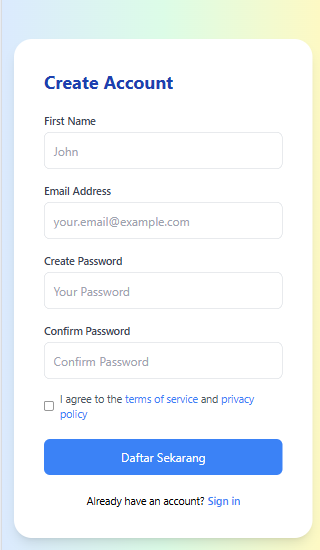 Create Account
First Name
John
Email Address
your.email@example.com
Create Password
Your Password
Confirm Password
Confirm Password
I agree to the terms of service and privacy
policy
Daftar Sekarang
Already have an account? Sign in